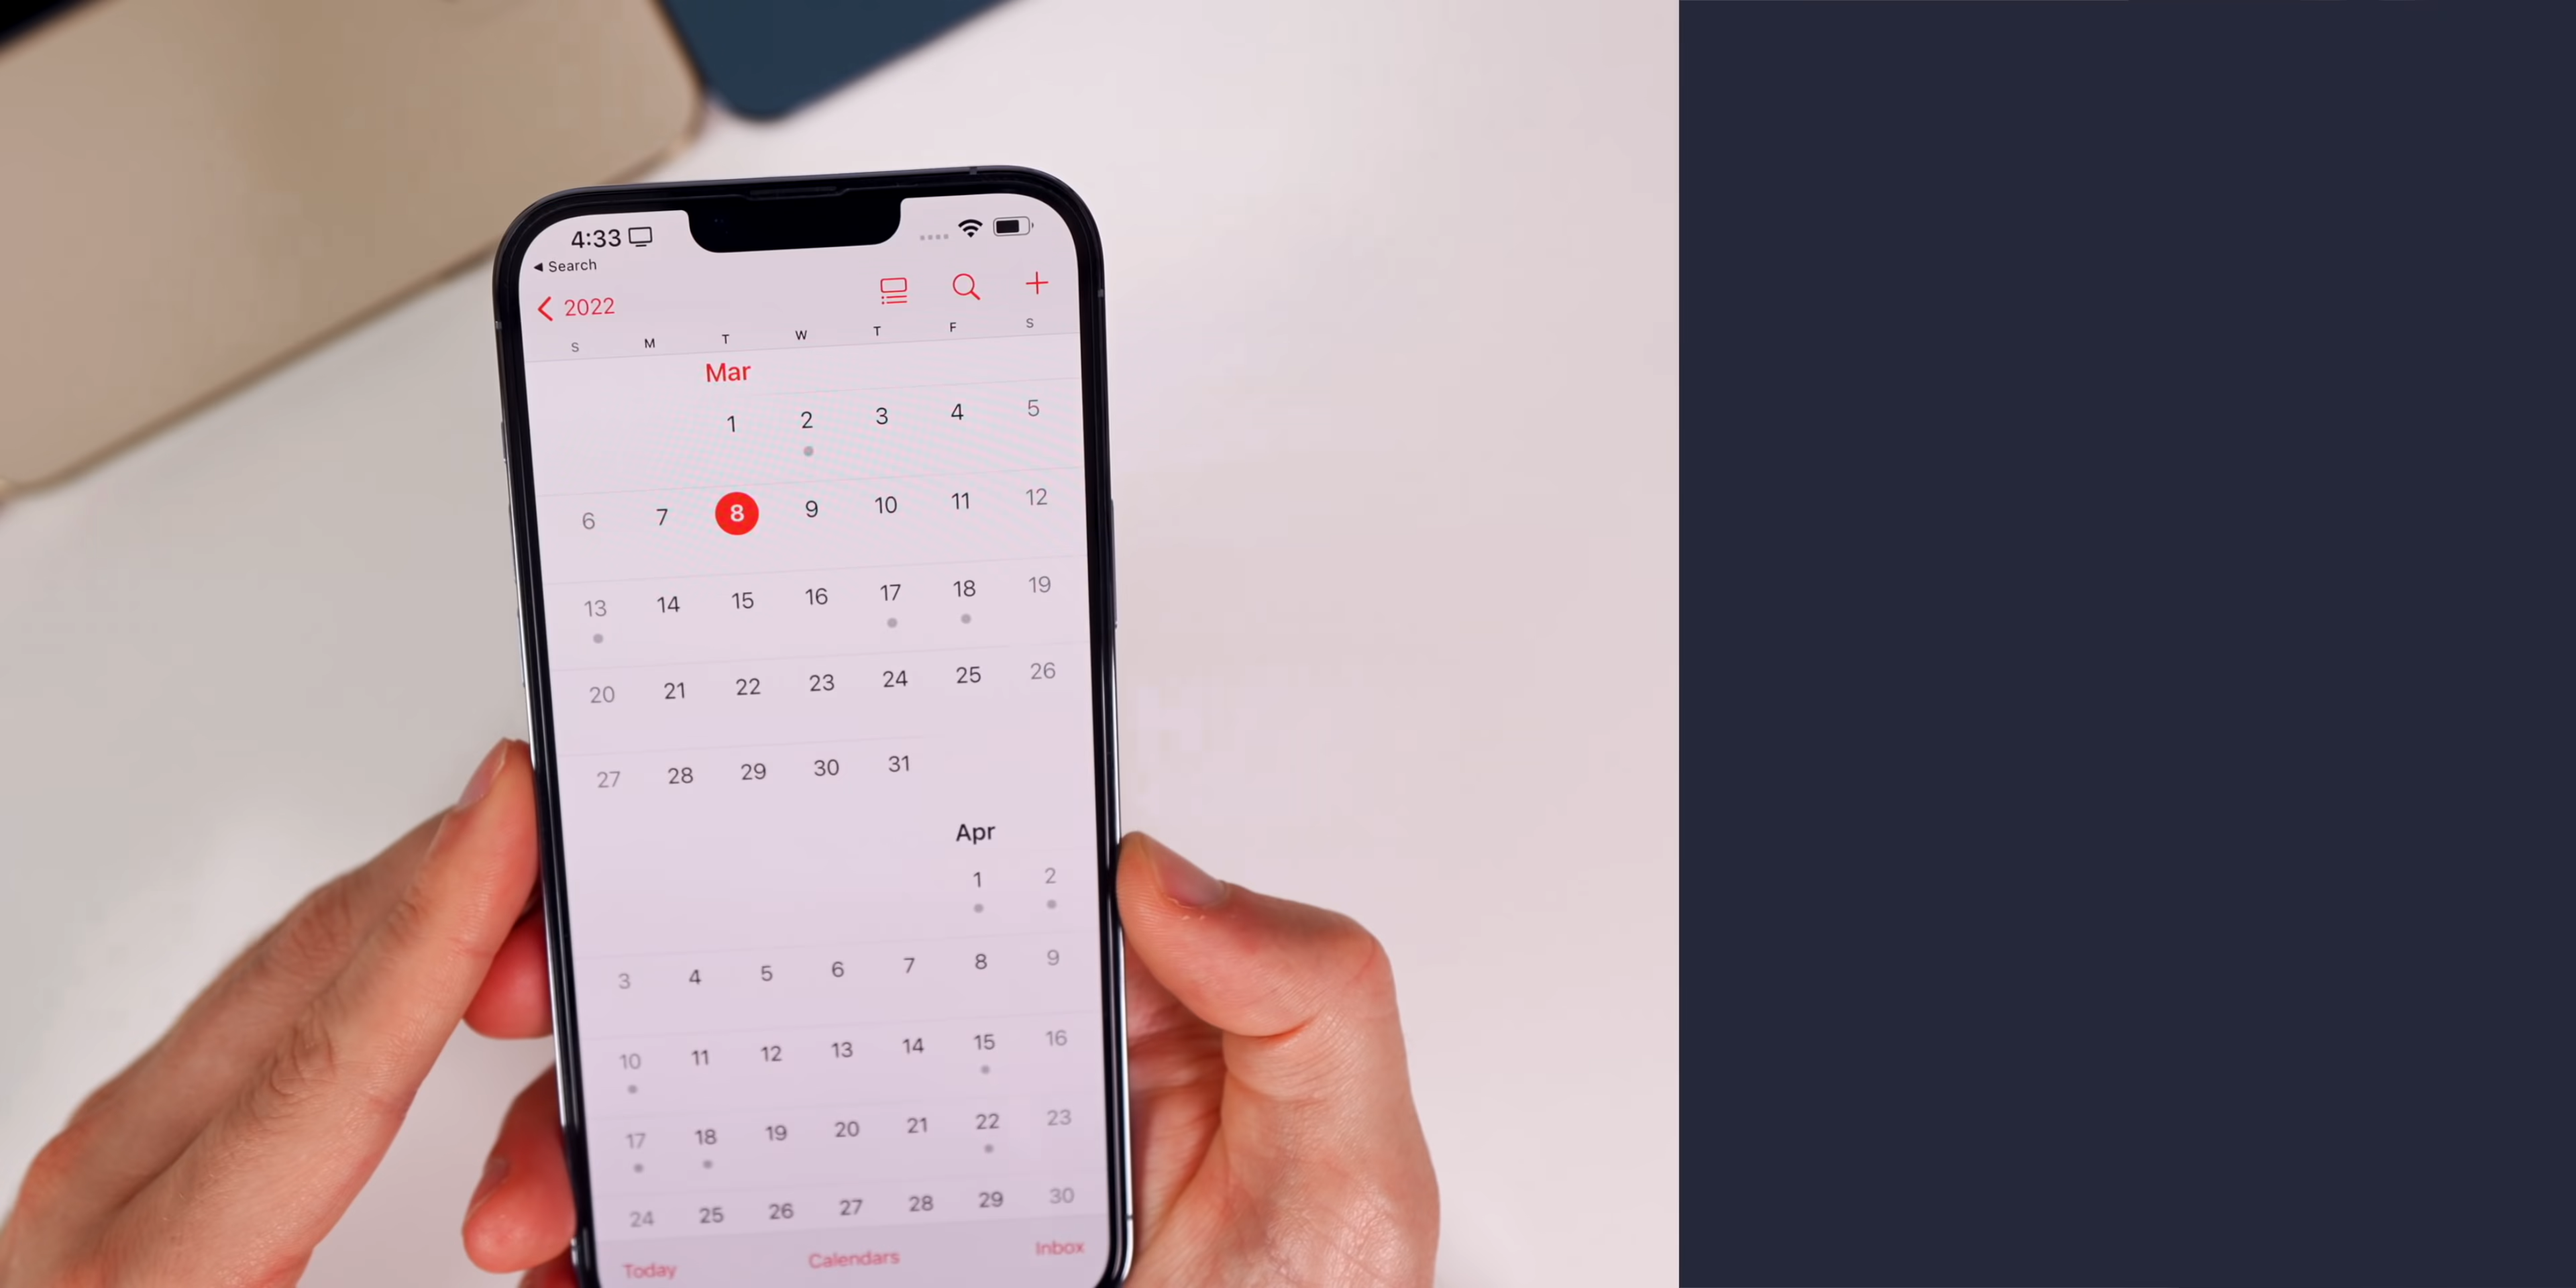 4:33
Search
2022
S M T W T F S
Mar
1 2 3 4 5
6 7 8 9 10 11 12
13 14 15 16 17 18 19
20 21 22 23 24 25 26
27 28 29 30 31
Apr
1 2
3 4 5 6 7 8 9
10 11 12 13 14 15 16
17 18 19 20 21 22 23
24 25 26 27 28 29 30
Today Calendars Inbox